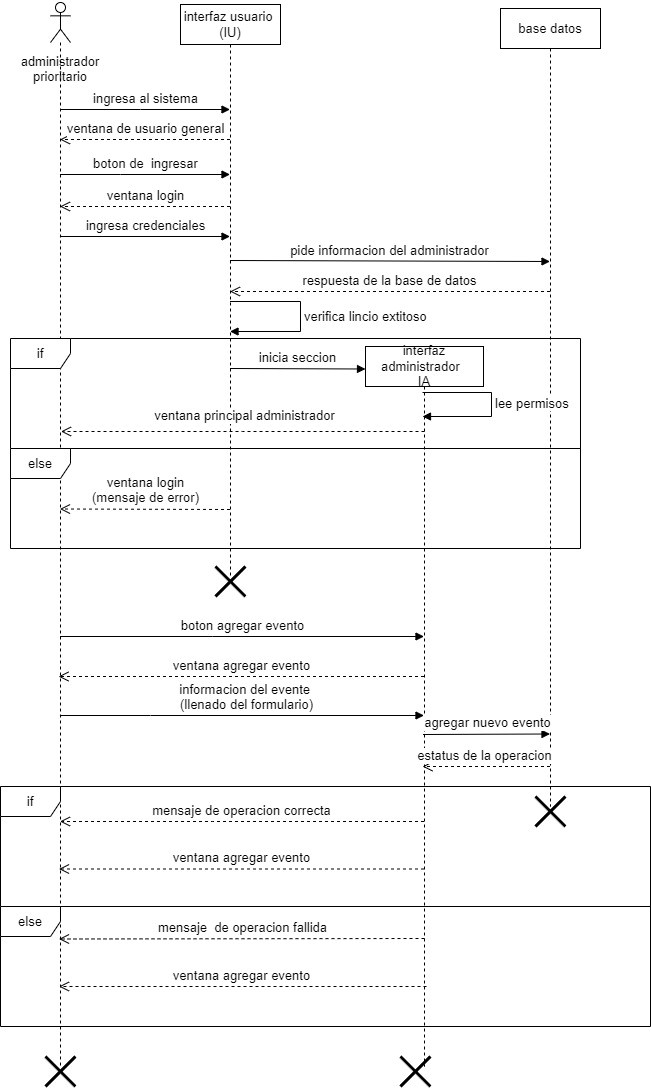 interfaz usuario
(IU)
base datos
administrador
prioritario
ingresa al sistema
ventana de usuario general
boton de  ingresar
ventana login
ingresa credenciales
pide informacion del administrador
respuesta de la base de datos
verifica lincio extitoso
if
inicia seccion
interfaz
administrador
IA
lee permisos
ventana principal administrador
else
ventana login
(mensaje de error)
boton agregar evento
ventana agregar evento
informacion del evente
(llenado del formulario)
agregar nuevo evento
estatus de la operacion
if
mensaje de operacion correcta
ventana agregar evento
else
mensaje  de operacion fallida
ventana agregar evento